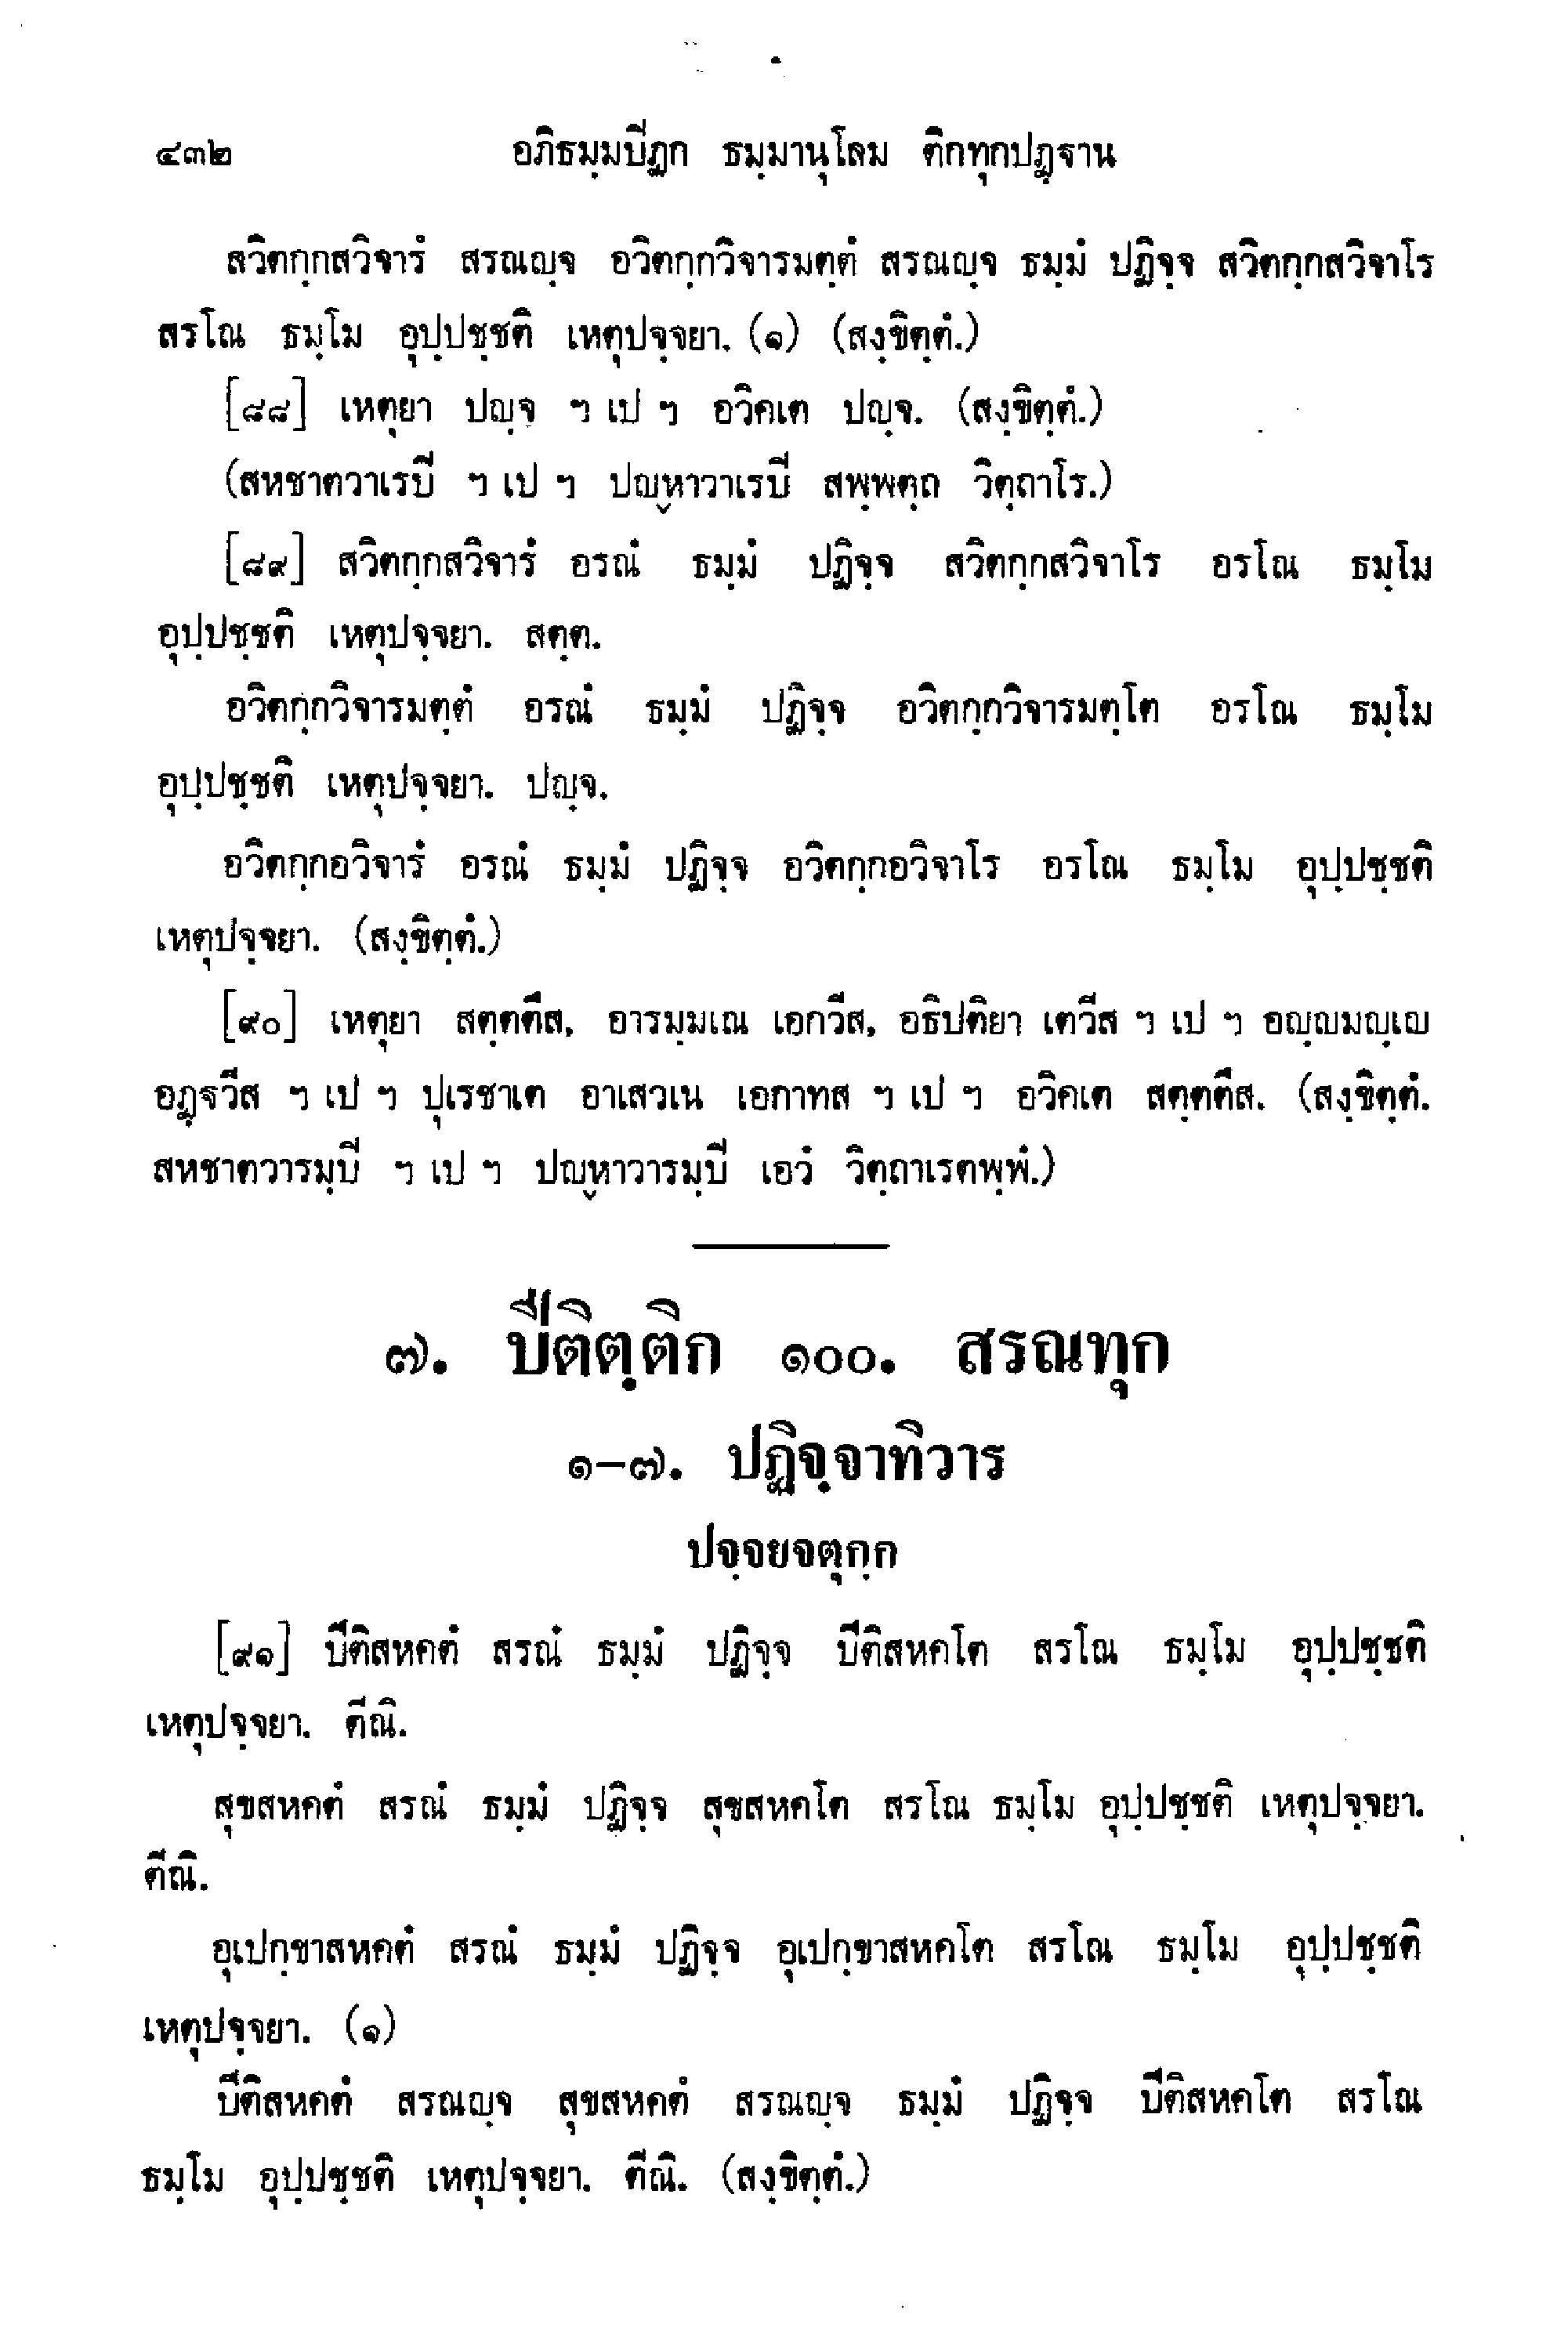 ๔๓๒ อภิธมฺมปีฏก ธมฺมานุโลม ติกทุกปฏฺฐาน
สวิตกฺกสวิจารํ สรณญฺจ อวิตกฺกวิจารมตฺตํ สรณญฺจ ธมฺมํ ปฏิจฺจ สวิตกฺกสวิจาโร
สรโณ ธมฺโม อุปฺปชฺชติ เหตุปจฺจยา. (๑) (สงฺขิตฺตํ.)
[๘๘] เหตุยา ปญฺจ ฯ เป ฯ อวิคเต ปญฺจ. (สงฺขิตฺตํ.)
(สหชาตวาเรปี ฯ เป ฯ ปญฺหาวาเรปี สพฺพตฺถ วิตฺถาโร.)
[๘๙] สวิตกฺกสวิจารํ อรณํ ธมฺมํ ปฏิจฺจ สวิตกฺกสวิจาโร อรโณ ธมฺโม
อุปฺปชฺชติ เหตุปจฺจยา. สตฺต.
อวิตกฺกวิจารมตฺตํ อรณํ ธมฺมํ ปฏิจฺจ อวิตกฺกวิจารมตฺโต อรโณ ธมฺโม
อุปฺปชฺชติ เหตุปจฺจยา. ปญฺจ.
อวิตกฺกอวิจารํ อรณํ ธมฺมํ ปฏิจฺจ อวิตกฺกอวิจาโร อรโณ ธมฺโม อุปฺปชฺชติ
เหตุปจฺจยา. (สงฺขิตฺตํ.)
[๙๐] เหตุยา สตฺตตึส, อารมฺมเณ เอกวีส, อธิปติยา เตวีส ฯ เป ฯ อญฺญมญฺเญ
อฏฺฐวีส ฯ เป ฯ ปุเรชาเต อาเสวเน เอกาทส ฯ เป ฯ อวิคเต สตฺตตึส. (สงฺขิตฺตํ.
สหชาตวารมฺปี ฯ เป ฯ ปญฺหาวารมฺปี เอวํ วิตฺถาเรตพฺพํ.)
๗. ปีติตฺติก ๑๐๐. สรณทุก
๑–๗. ปฏิจฺจาทิวาร
ปจฺจยจตุกฺก
[๙๑] ปีติสหคตํ สรณํ ธมฺมํ ปฏิจฺจ ปีติสหคโต สรโณ ธมฺโม อุปฺปชฺชติ
เหตุปจฺจยา. ตีณิ.
สุขสหคตํ สรณํ ธมฺมํ ปฏิจฺจ สุขสหคโต สรโณ ธมฺโม อุปฺปชฺชติ เหตุปจฺจยา.
ตีณิ.
อุเปกฺขาสหคตํ สรณํ ธมฺมํ ปฏิจฺจ อุเปกฺขาสหคโต สรโณ ธมฺโม อุปฺปชฺชติ
เหตุปจฺจยา. (๑)
ปีติสหคตํ สรณญฺจ สุขสหคตํ สรณญฺจ ธมฺมํ ปฏิจฺจ ปีติสหคโต สรโณ
ธมฺโม อุปฺปชฺชติ เหตุปจฺจยา. ตีณิ. (สงฺขิตฺตํ.)